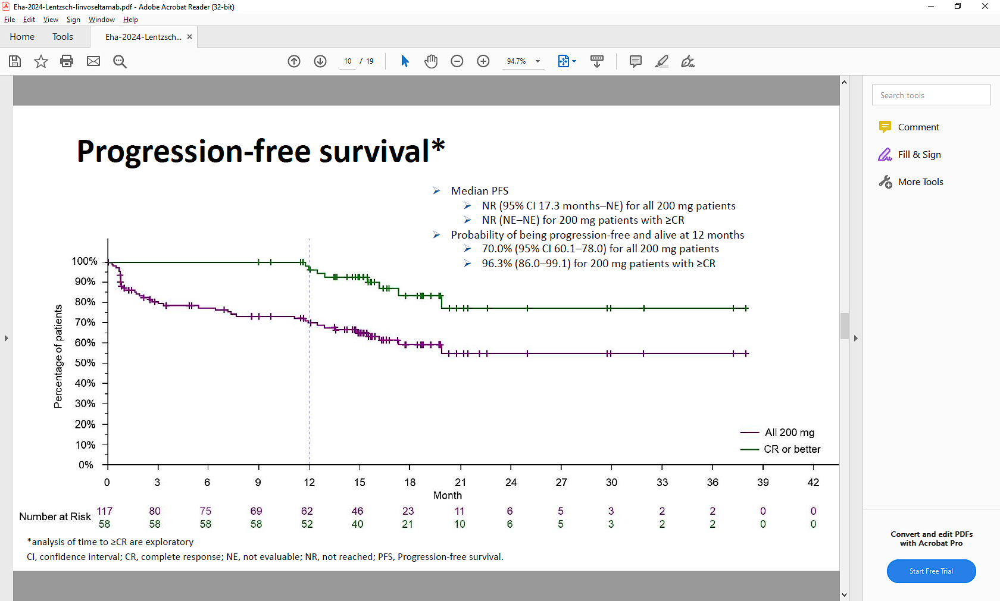 Eha-2024-Lentzsch-linvoseltamab.pdf - Adobe Acrobat Reader (32-bit)
File Edit View Sign Window Help
Home Tools Eha-2024-Lentzsch... ×
10 / 19 94.7%
Search tools
Comment
Fill & Sign
More Tools
Convert and edit PDFs
with Acrobat Pro
Start Free Trial
Progression-free survival*
Median PFS
NR (95% CI 17.3 months–NE) for all 200 mg patients
NR (NE–NE) for 200 mg patients with ≥CR
Probability of being progression-free and alive at 12 months
70.0% (95% CI 60.1–78.0) for all 200 mg patients
96.3% (86.0–99.1) for 200 mg patients with ≥CR
Percentage of patients
100%
90%
80%
70%
60%
50%
40%
30%
20%
10%
0%
All 200 mg
CR or better
0 3 6 9 12 15 18 21 24 27 30 33 36 39 42
Month
Number at Risk
117 80 75 69 62 46 23 11 6 5 3 2 2 0 0
58 58 58 58 52 40 21 10 6 5 3 2 2 0 0
*analysis of time to ≥CR are exploratory
CI, confidence interval; CR, complete response; NE, not evaluable; NR, not reached; PFS, Progression-free survival.